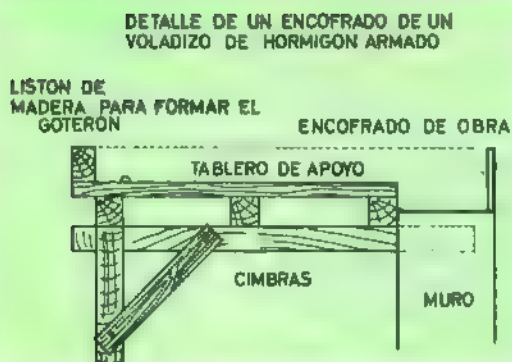 DETALLE DE UN ENCOFRADO DE UN
VOLADIZO DE HORMIGON ARMADO
LISTON DE
MADERA PARA FORMAR EL
GOTERON
ENCOFRADO DE OBRA
TABLERO DE APOYO
CIMBRAS
MURO